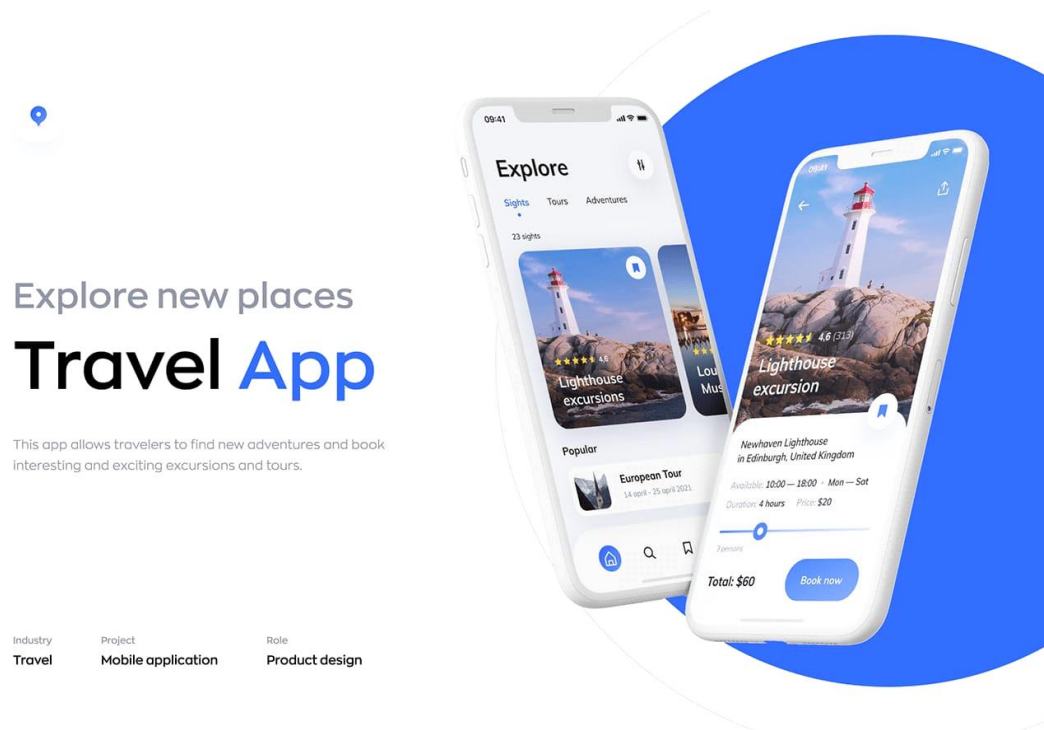 Explore new places
Travel App
This app allows travelers to find new adventures and book
interesting and exciting excursions and tours.
Industry
Travel
Project
Mobile application
Role
Product design
09:41
Explore
Sights Tours Adventures
23 sights
4,6
Lighthouse
excursions
Lou
Mus
Popular
European Tour
14 april - 25 april 2021
09:41
4,6 (313)
Lighthouse
excursion
Newhaven Lighthouse
in Edinburgh, United Kingdom
Available: 10:00 — 18:00 • Mon — Sat
Duration: 4 hours Price: $20
3 persons
Total: $60
Book now